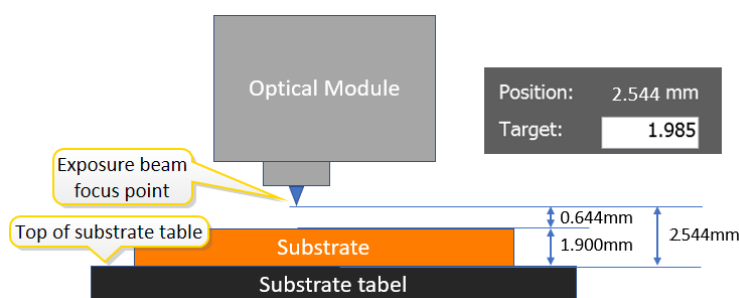 Optical Module
Position: 2.544 mm
Target: 1.985
Exposure beam
focus point
0.644mm
Top of substrate table
2.544mm
Substrate
1.900mm
Substrate tabel